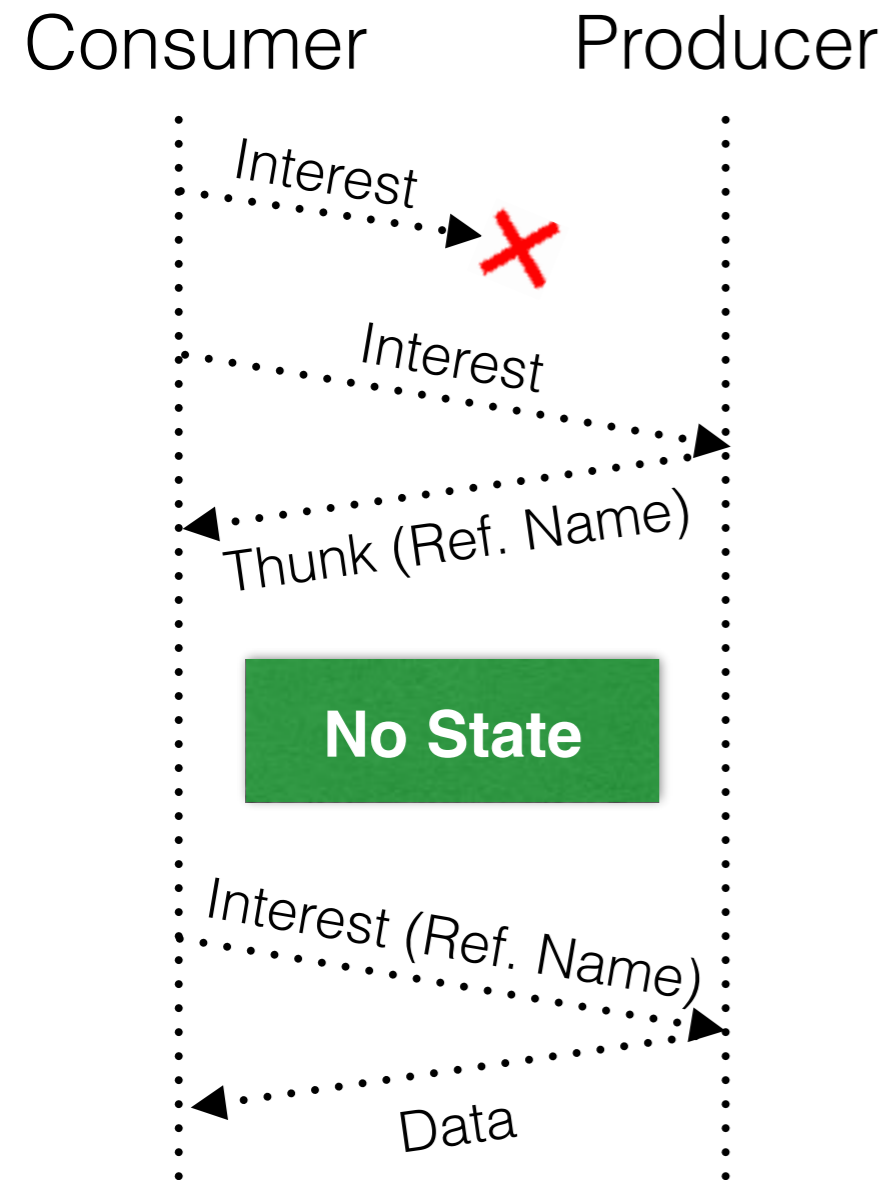 Consumer Producer
Interest
Interest
Thunk (Ref. Name)
No State
Interest (Ref. Name)
Data